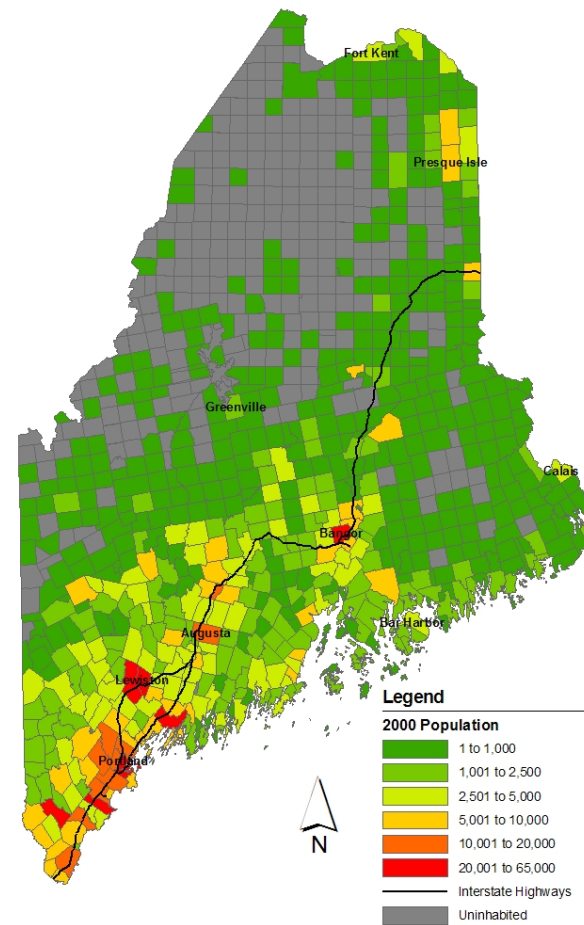 Fort Kent
Presque Isle
Greenville
Calais
Bangor
Bar Harbor
Augusta
Lewiston
Portland
N
Legend
2000 Population
1 to 1,000
1,001 to 2,500
2,501 to 5,000
5,001 to 10,000
10,001 to 20,000
20,001 to 65,000
Interstate Highways
Uninhabited